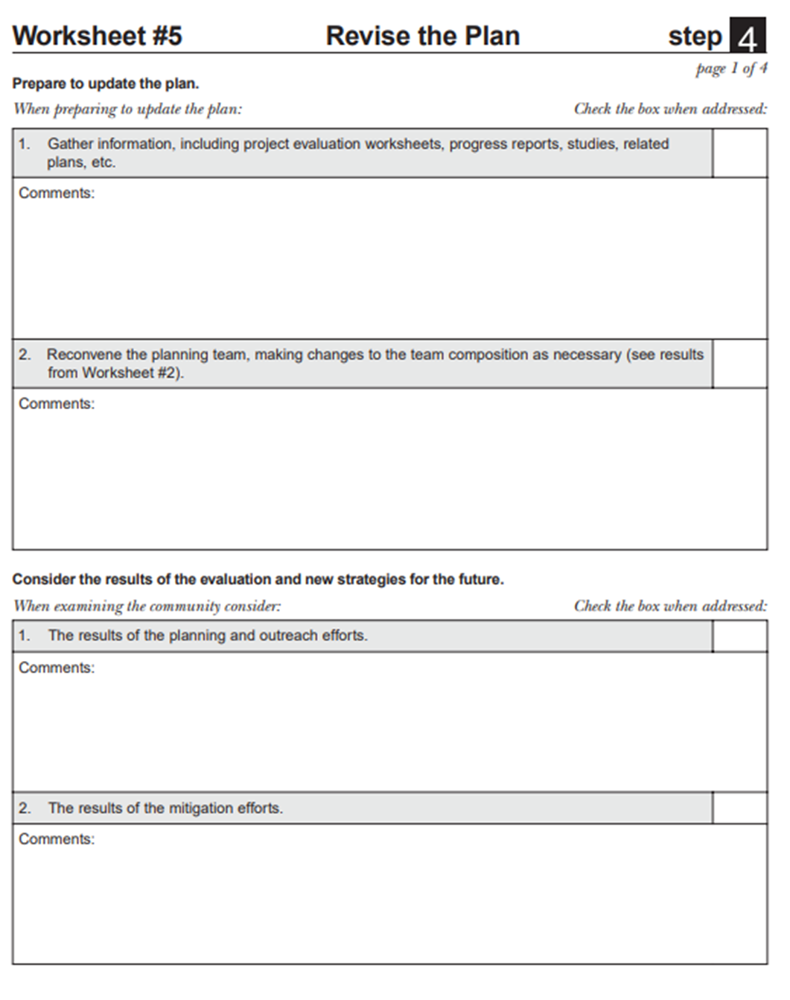 Worksheet #5 Revise the Plan step 4
page 1 of 4
Prepare to update the plan.
When preparing to update the plan: Check the box when addressed:
1. Gather information, including project evaluation worksheets, progress reports, studies, related
plans, etc.
Comments:
2. Reconvene the planning team, making changes to the team composition as necessary (see results
from Worksheet #2).
Comments:
Consider the results of the evaluation and new strategies for the future.
When examining the community consider: Check the box when addressed:
1. The results of the planning and outreach efforts.
Comments:
2. The results of the mitigation efforts.
Comments: